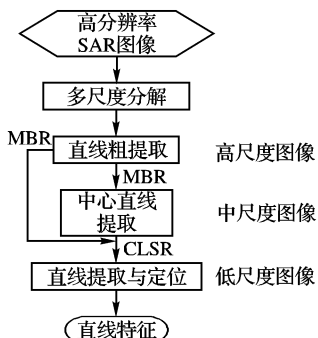 高分辨率
SAR图像
多尺度分解
MBR
直线粗提取
高尺度图像
MBR
中心直线
提取
中尺度图像
CLSR
直线提取与定位
低尺度图像
直线特征